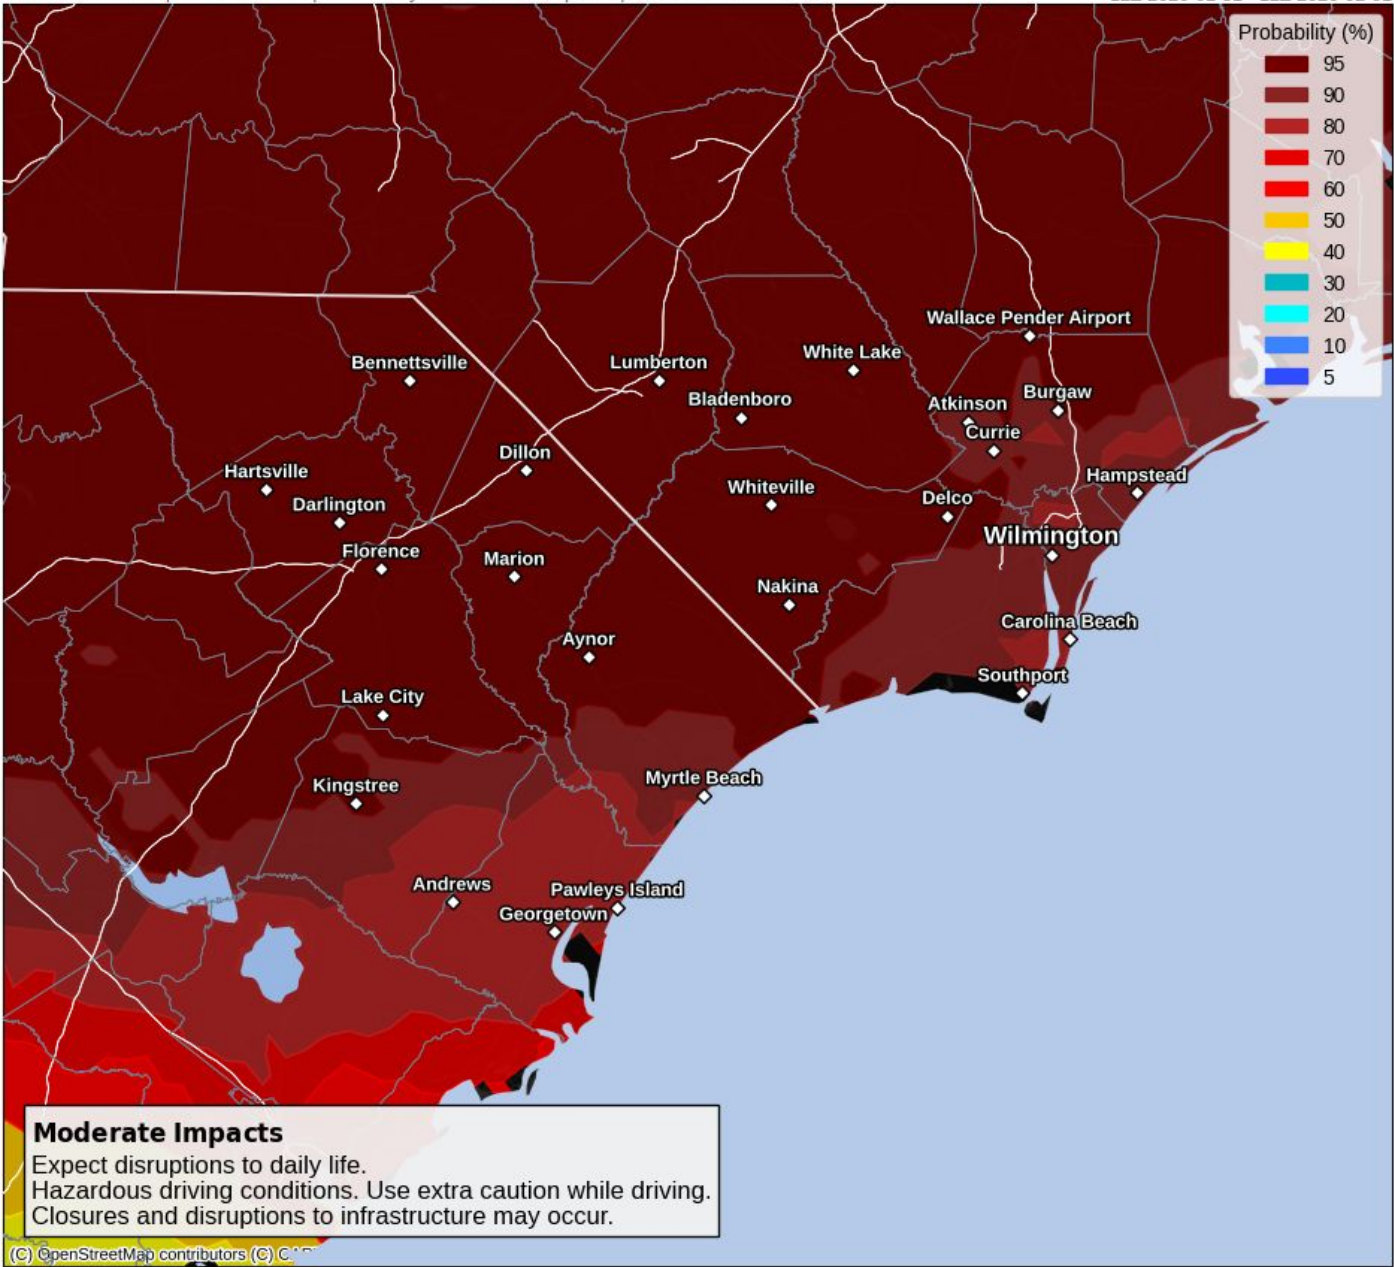 Probability (%)
95
90
80
70
60
50
40
30
20
10
5
Wallace Pender Airport
White Lake
Bennettsville
Lumberton
Burgaw
Bladenboro
Atkinson
Currie
Dillon
Hartsville
Hampstead
Whiteville
Delco
Darlington
Wilmington
Florence
Marion
Nakina
Carolina Beach
Aynor
Southport
Lake City
Myrtle Beach
Kingstree
Andrews
Pawleys Island
Georgetown
Moderate Impacts
Expect disruptions to daily life.
Hazardous driving conditions. Use extra caution while driving.
Closures and disruptions to infrastructure may occur.
(C) OpenStreetMap contributors (C)